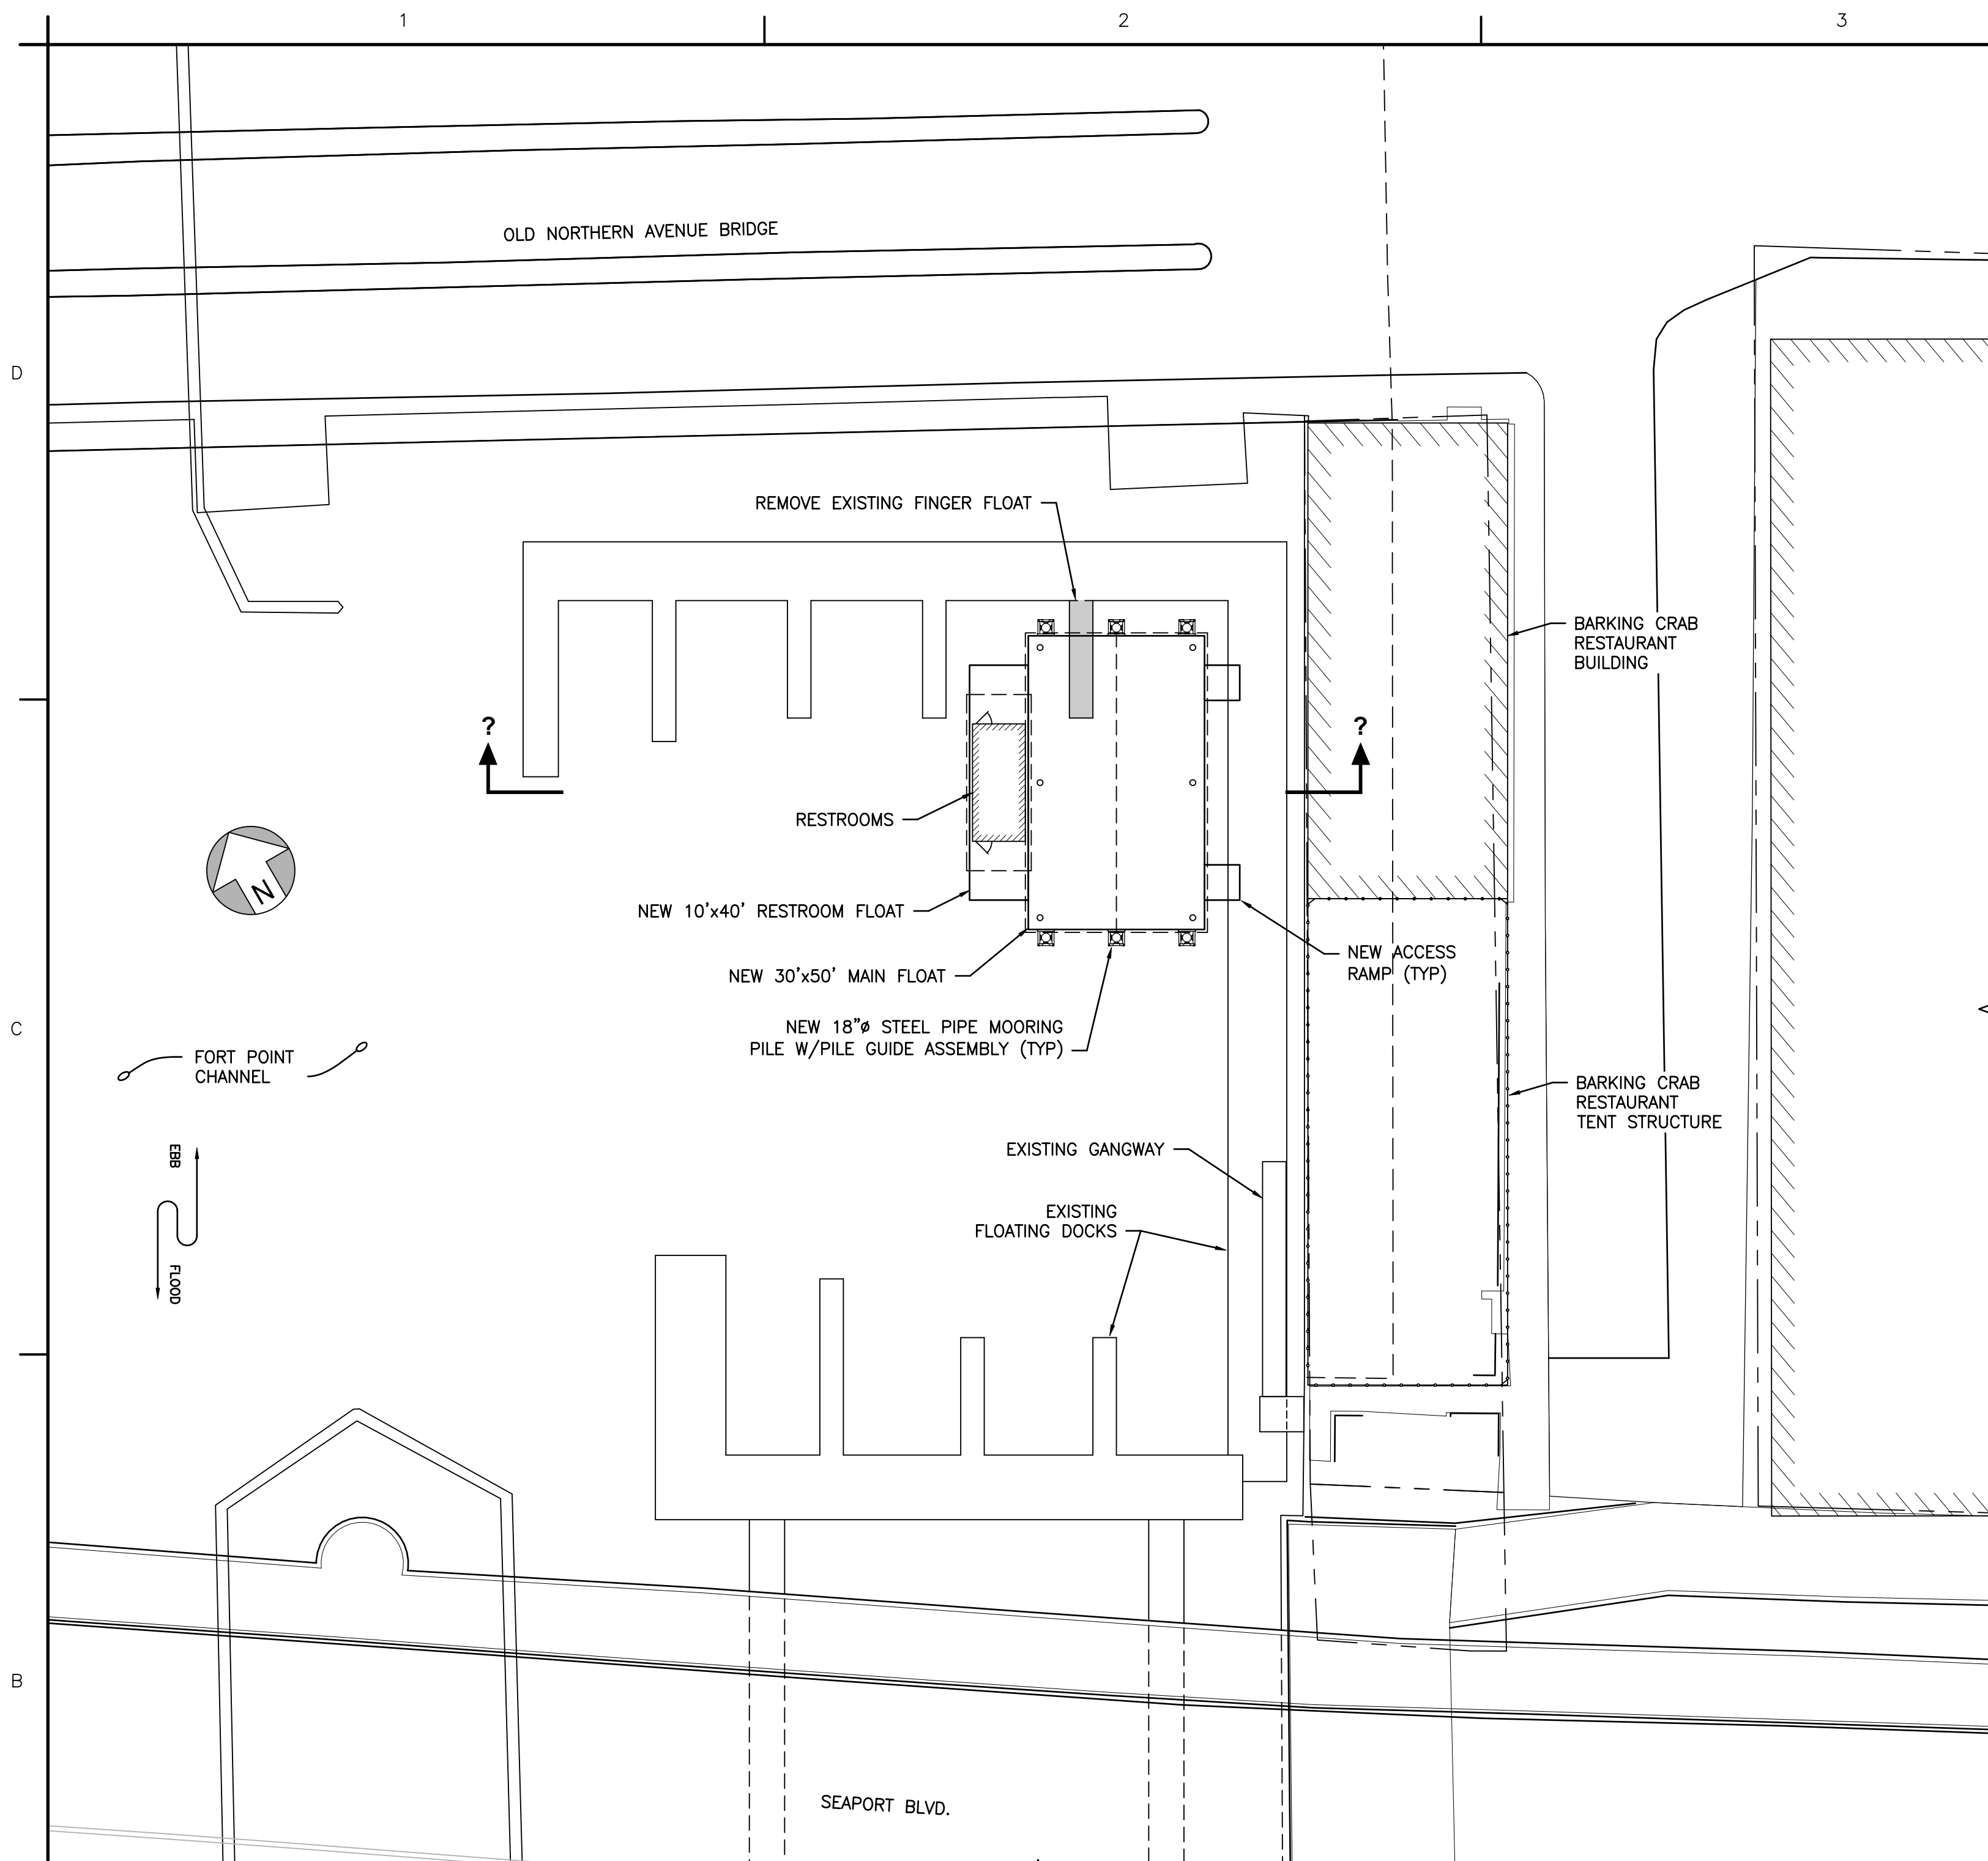 1
2
3
OLD NORTHERN AVENUE BRIDGE
D
REMOVE EXISTING FINGER FLOAT
BARKING CRAB
RESTAURANT
BUILDING
?
?
RESTROOMS
N
NEW 10'x40' RESTROOM FLOAT
NEW ACCESS
RAMP (TYP)
NEW 30'x50' MAIN FLOAT
NEW 18"ø STEEL PIPE MOORING
PILE W/PILE GUIDE ASSEMBLY (TYP)
C
FORT POINT
CHANNEL
BARKING CRAB
RESTAURANT
TENT STRUCTURE
EBB
FLOOD
EXISTING GANGWAY
EXISTING
FLOATING DOCKS
B
SEAPORT BLVD.